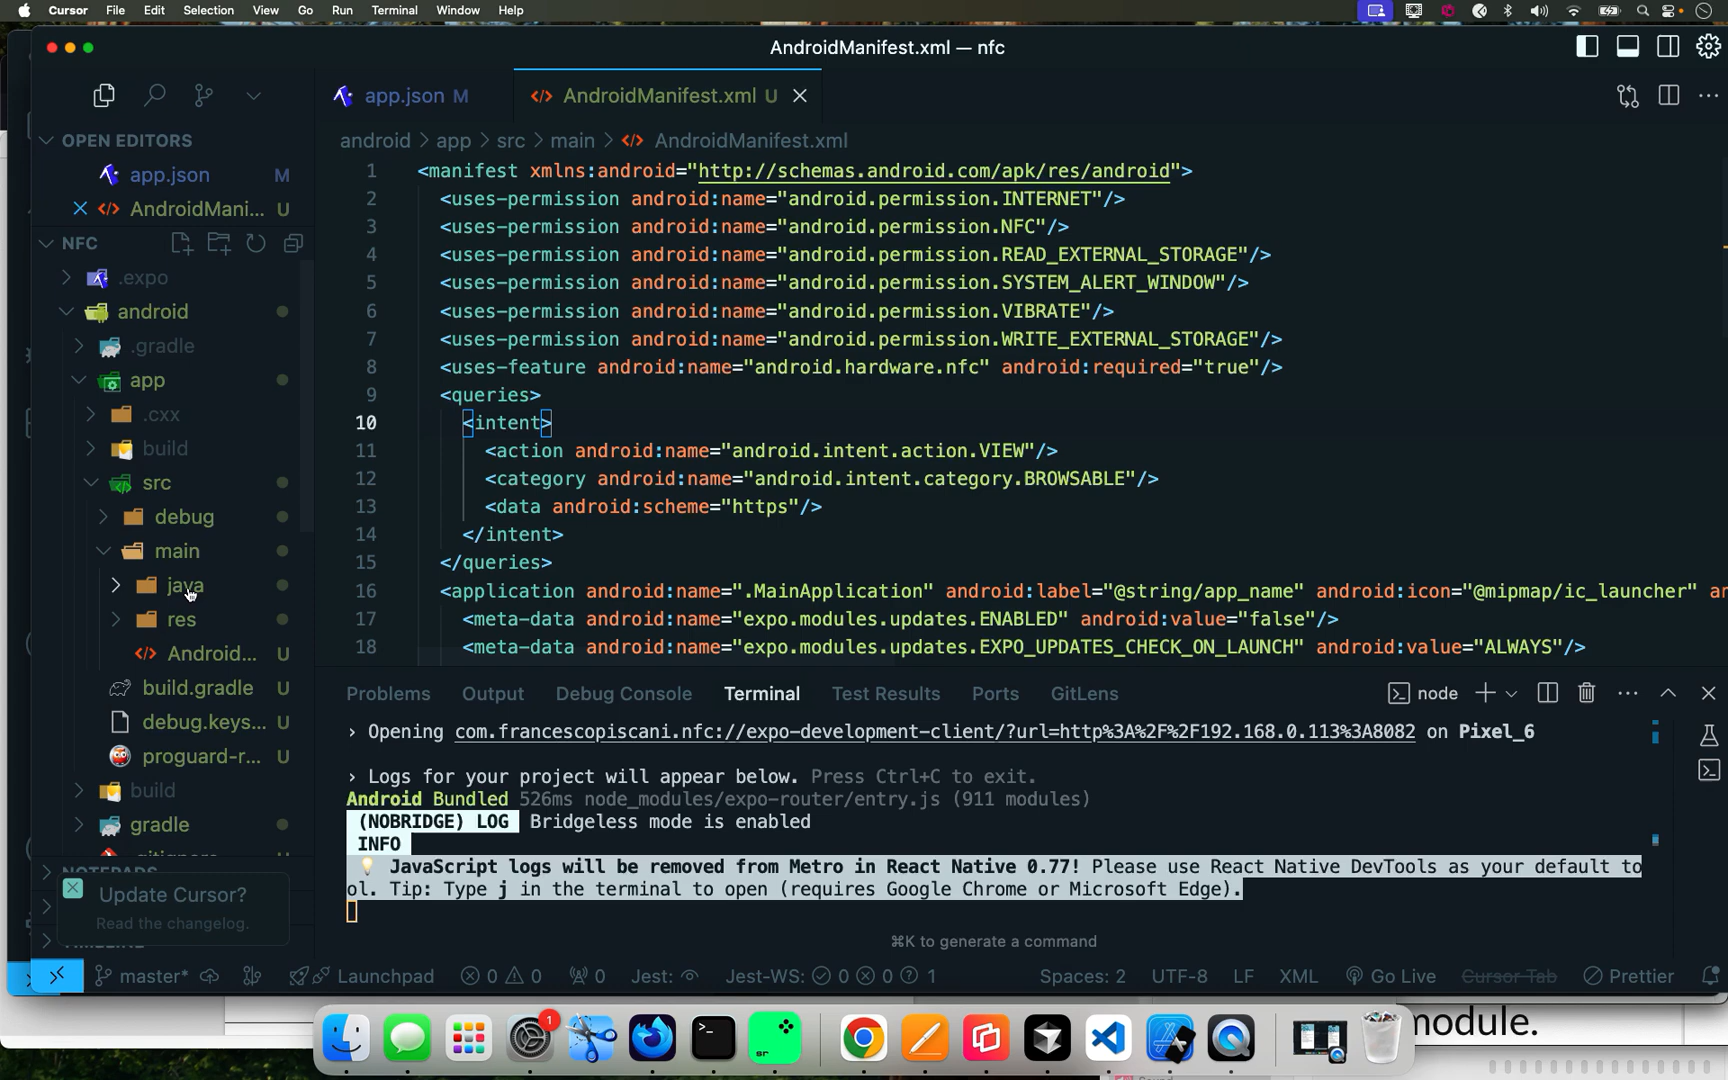 Cursor File Edit Selection View Go Run Terminal Window Help
AndroidManifest.xml — nfc
app.json M
AndroidManifest.xml U
OPEN EDITORS
app.json M
AndroidMani... U
NFC
.expo
android
.gradle
app
.cxx
build
src
debug
main
java
res
Android... U
build.gradle U
debug.keys... U
proguard-r... U
build
gradle
Update Cursor?
Read the changelog.
android > app > src > main > AndroidManifest.xml
1 <manifest xmlns:android="http://schemas.android.com/apk/res/android">
2 <uses-permission android:name="android.permission.INTERNET"/>
3 <uses-permission android:name="android.permission.NFC"/>
4 <uses-permission android:name="android.permission.READ_EXTERNAL_STORAGE"/>
5 <uses-permission android:name="android.permission.SYSTEM_ALERT_WINDOW"/>
6 <uses-permission android:name="android.permission.VIBRATE"/>
7 <uses-permission android:name="android.permission.WRITE_EXTERNAL_STORAGE"/>
8 <uses-feature android:name="android.hardware.nfc" android:required="true"/>
9 <queries>
10 <intent>
11 <action android:name="android.intent.action.VIEW"/>
12 <category android:name="android.intent.category.BROWSABLE"/>
13 <data android:scheme="https"/>
14 </intent>
15 </queries>
16 <application android:name=".MainApplication" android:label="@string/app_name" android:icon="@mipmap/ic_launcher" an
17 <meta-data android:name="expo.modules.updates.ENABLED" android:value="false"/>
18 <meta-data android:name="expo.modules.updates.EXPO_UPDATES_CHECK_ON_LAUNCH" android:value="ALWAYS"/>
Problems Output Debug Console Terminal Test Results Ports GitLens node
› Opening com.francescopiscani.nfc://expo-development-client/?url=http%3A%2F%2F192.168.0.113%3A8082 on Pixel_6
› Logs for your project will appear below. Press Ctrl+C to exit.
Android Bundled 526ms node_modules/expo-router/entry.js (911 modules)
(NOBRIDGE) LOG Bridgeless mode is enabled
INFO
💡 JavaScript logs will be removed from Metro in React Native 0.77! Please use React Native DevTools as your default to
ol. Tip: Type j in the terminal to open (requires Google Chrome or Microsoft Edge).
⌘K to generate a command
master* Launchpad 0 0 0 Jest: Jest-WS: 0 0 1 Spaces: 2 UTF-8 LF XML Go Live Cursor Tab Prettier
module.
1
sr